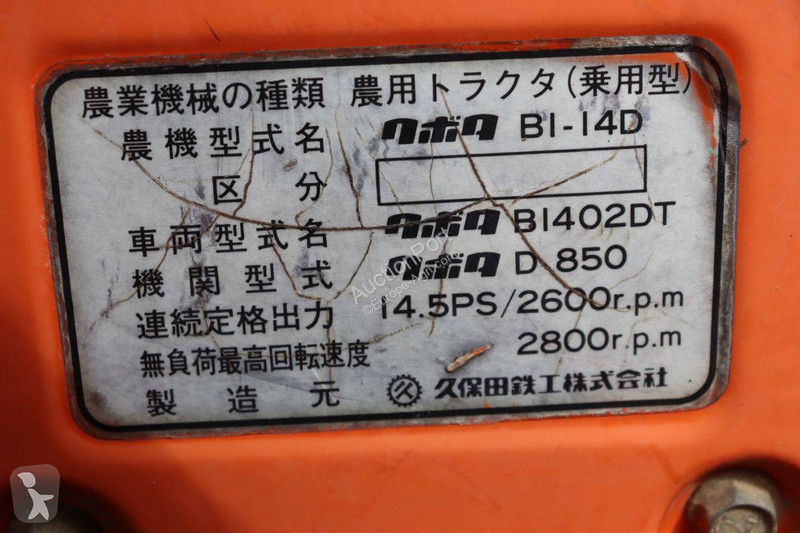 農業機械の種類 農用トラクタ(乗用型)
農機型式名 クボタ B1-14D
区分
車両型式名 クボタ B1402DT
機関型式 クボタ D 850
連続定格出力 14.5PS/2600r.p.m
無負荷最高回転速度 2800r.p.m
製造元 久保田鉄工株式会社
AuctionPort
©Europe-Agri.com